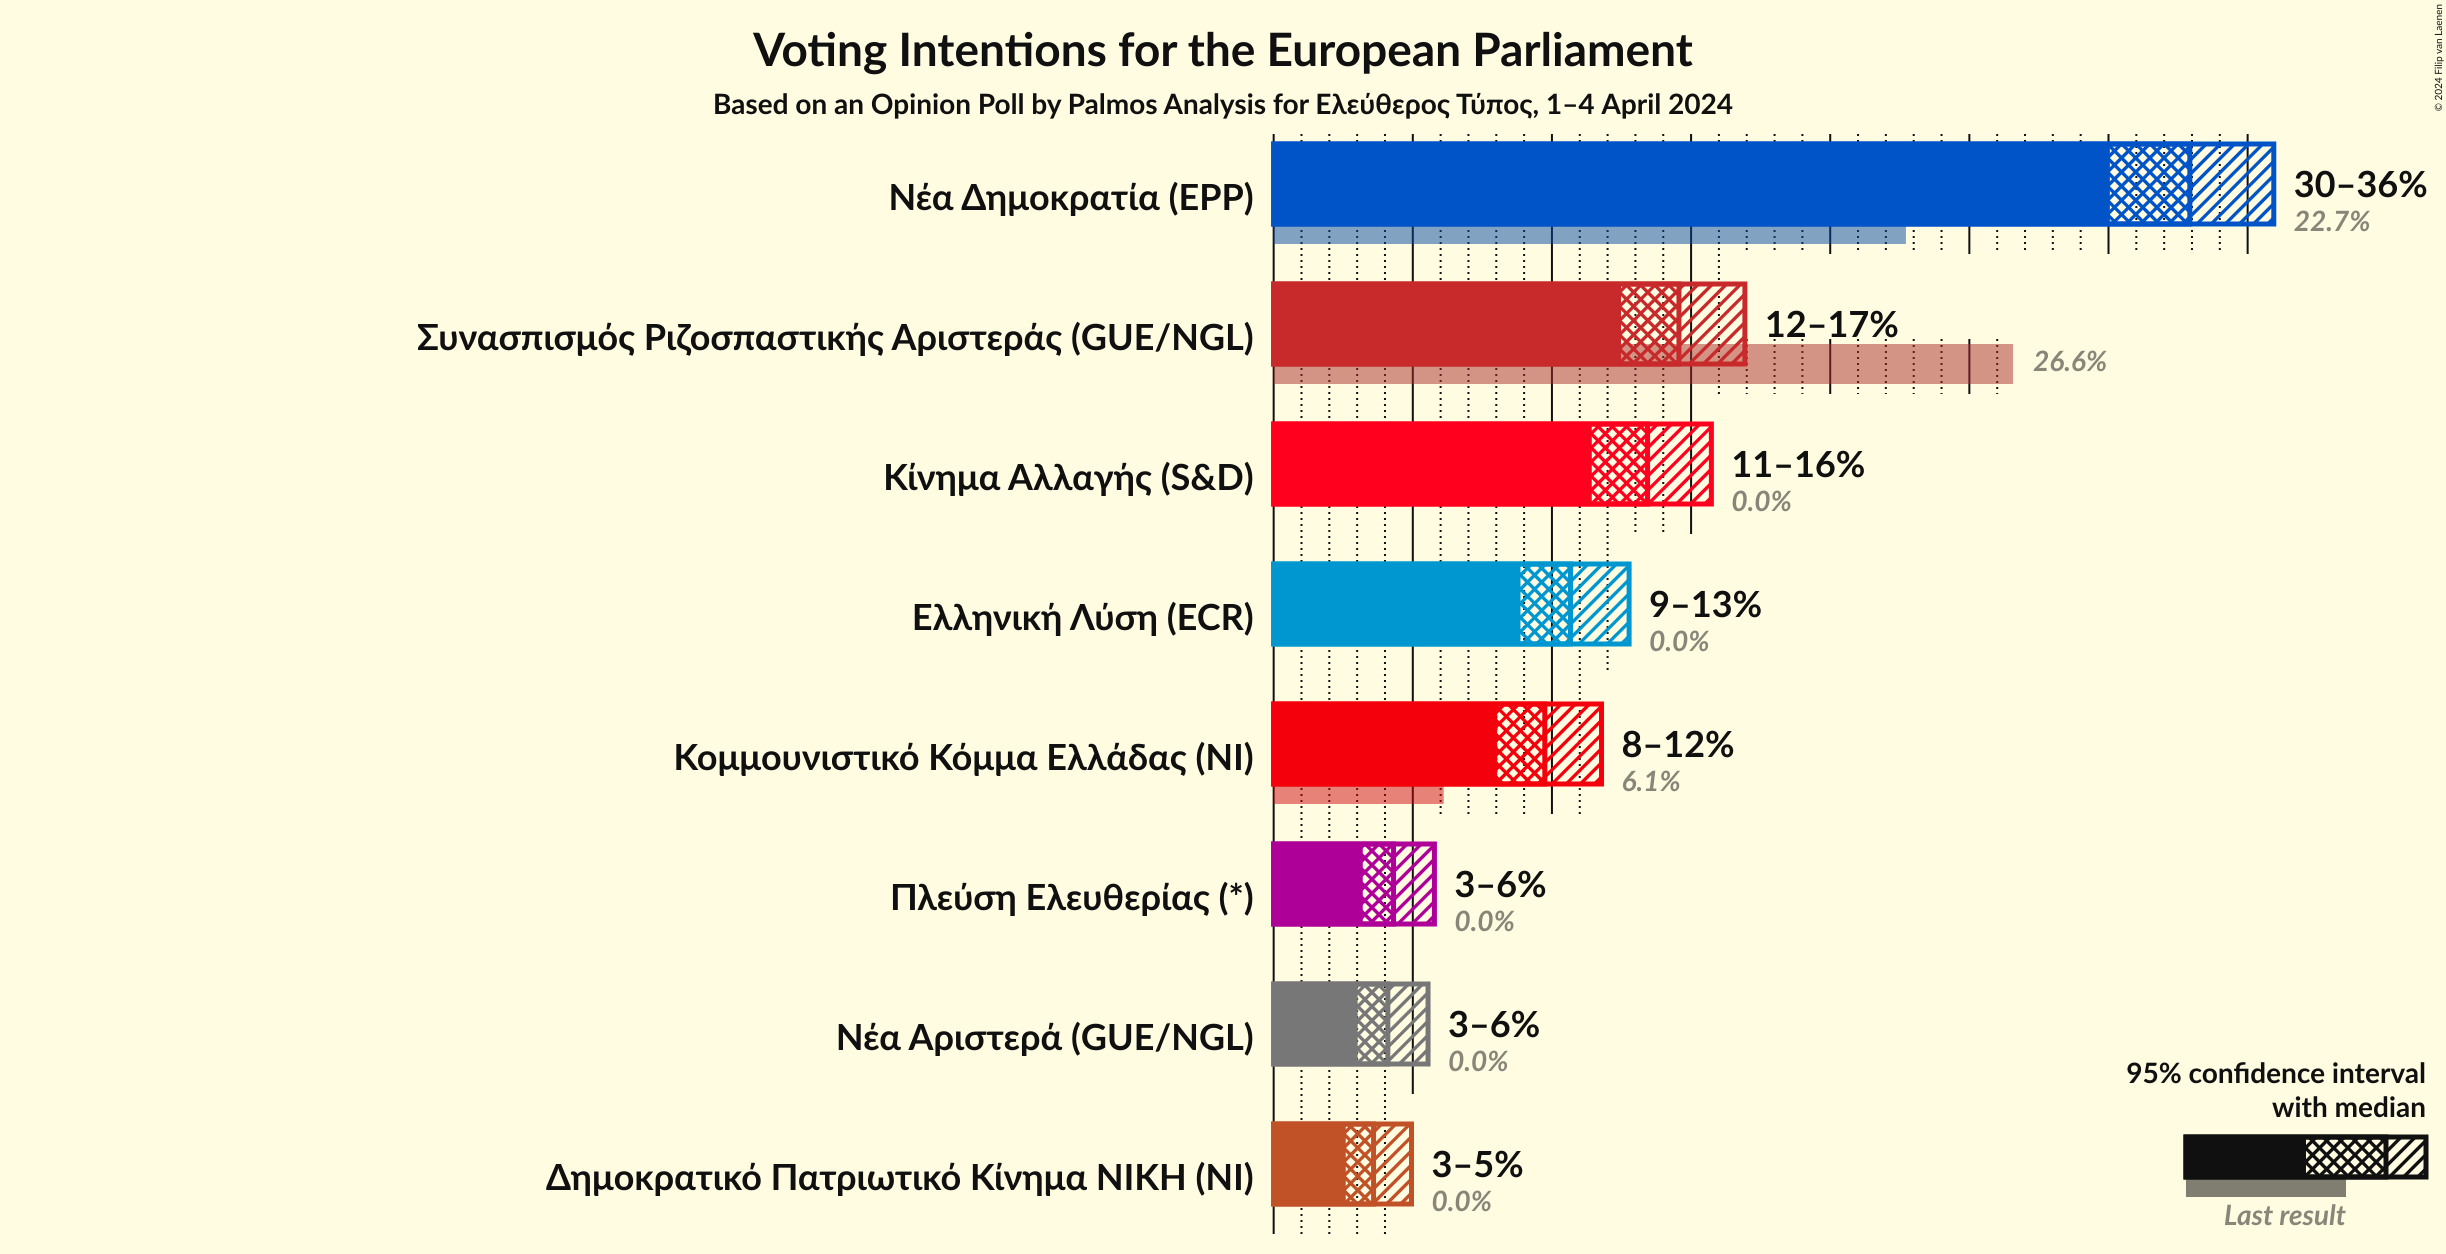 Voting Intentions for the European Parliament
Based on an Opinion Poll by Palmos Analysis for Ελεύθερος Τύπος, 1–4 April 2024
© 2024 Filip van Laenen
Νέα Δημοκρατία (EPP)
30–36%
22.7%
Συνασπισμός Ριζοσπαστικής Αριστεράς (GUE/NGL)
12–17%
26.6%
Κίνημα Αλλαγής (S&D)
11–16%
0.0%
Ελληνική Λύση (ECR)
9–13%
0.0%
Κομμουνιστικό Κόμμα Ελλάδας (NI)
8–12%
6.1%
Πλεύση Ελευθερίας (*)
3–6%
0.0%
Νέα Αριστερά (GUE/NGL)
3–6%
0.0%
Δημοκρατικό Πατριωτικό Κίνημα ΝΙΚΗ (NI)
3–5%
0.0%
95% confidence interval
with median
Last result